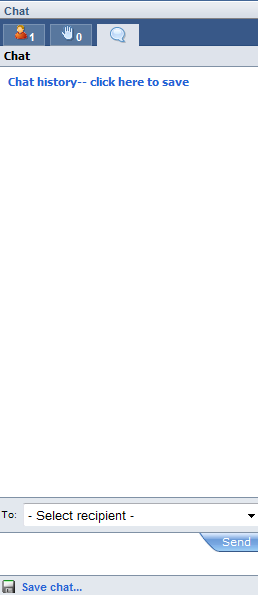 Chat
1 0
Chat
Chat history-- click here to save
To: - Select recipient -
Send
Save chat...